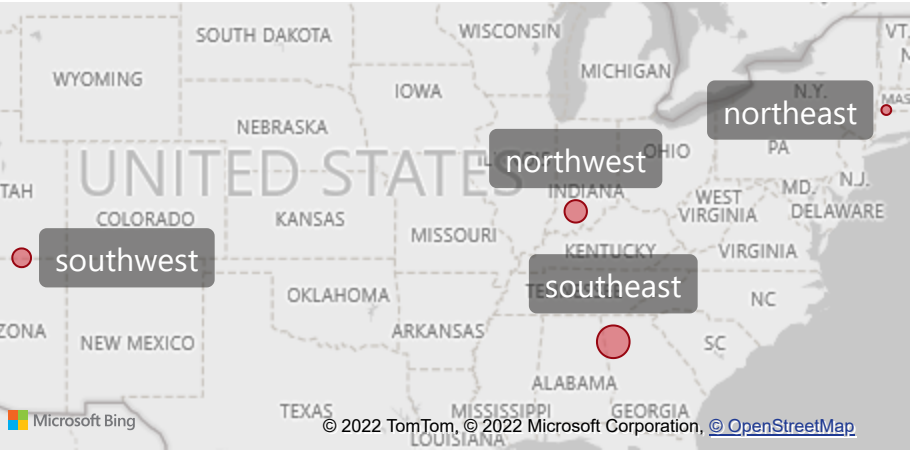 SOUTH DAKOTA
WISCONSIN
VT.
WYOMING
MICHIGAN
IOWA
N.Y.
MAS
northeast
NEBRASKA
northwest
OHIO
PA
UNITED STATES
INDIANA
TAH
N.J.
MD.
WEST
VIRGINIA
DELAWARE
COLORADO
KANSAS
MISSOURI
KENTUCKY
VIRGINIA
southwest
southeast
OKLAHOMA
NC
ZONA
NEW MEXICO
ARKANSAS
SC
ALABAMA
Microsoft Bing
TEXAS
MISSISSIPPI
GEORGIA
© 2022 TomTom, © 2022 Microsoft Corporation, © OpenStreetMap
LOUISIANA